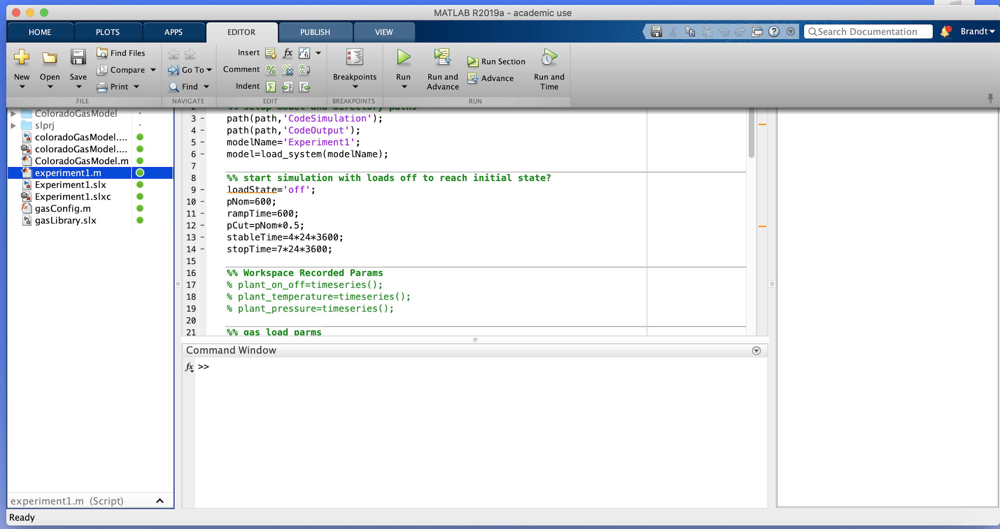 MATLAB R2019a - academic use
HOME PLOTS APPS EDITOR PUBLISH VIEW Search Documentation Brandt
New Open Save Find Files Compare Print
FILE
Go To Find
NAVIGATE
Insert fx fi
Comment % % %
Indent
EDIT
Breakpoints
BREAKPOINTS
Run Run and Advance Run Section Advance Run and Time
RUN
ColoradoGasModel
slprj
coloradoGasModel....
coloradoGasModel....
ColoradoGasModel.m
experiment1.m
Experiment1.slx
Experiment1.slxc
gasConfig.m
gasLibrary.slx
experiment1.m (Script)
Ready
2 %% setup model and directory paths
3 - path(path,'CodeSimulation');
4 - path(path,'CodeOutput');
5 - modelName='Experiment1';
6 - model=load_system(modelName);
7
8 %% start simulation with loads off to reach initial state?
9 - loadState='off';
10 - pNom=600;
11 - rampTime=600;
12 - pCut=pNom*0.5;
13 - stableTime=4*24*3600;
14 - stopTime=7*24*3600;
15
16 %% Workspace Recorded Params
17 % plant_on_off=timeseries();
18 % plant_temperature=timeseries();
19 % plant_pressure=timeseries();
20
21 %% gas load parms
Command Window
fx >>